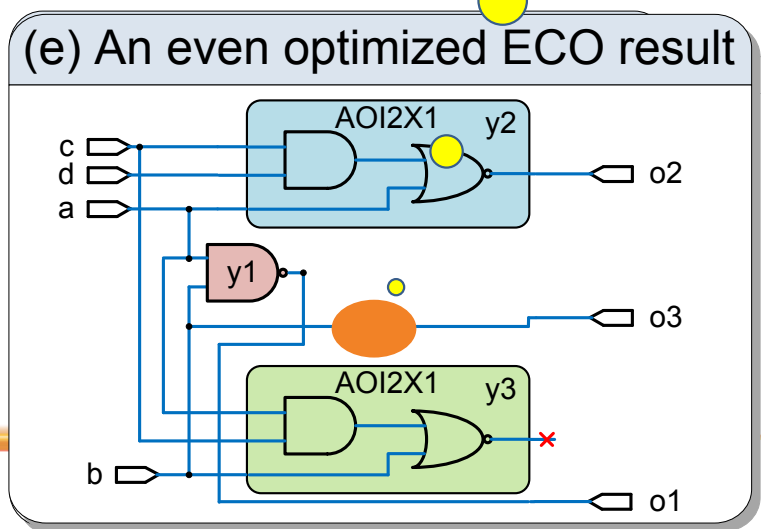 (e) An even optimized ECO result
AOI2X1 y2
c
d
a
o2
y1
o3
AOI2X1 y3
b
o1